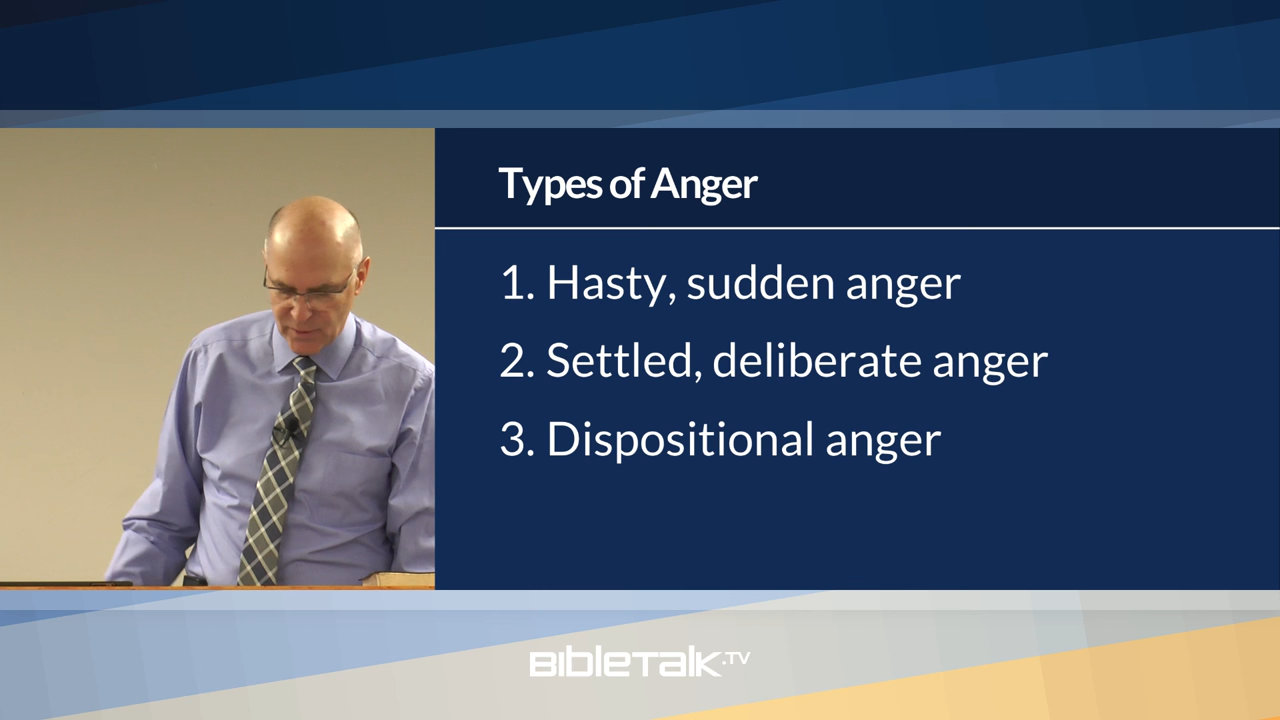 Types of Anger
1. Hasty, sudden anger
2. Settled, deliberate anger
3. Dispositional anger
BibleTalk.TV